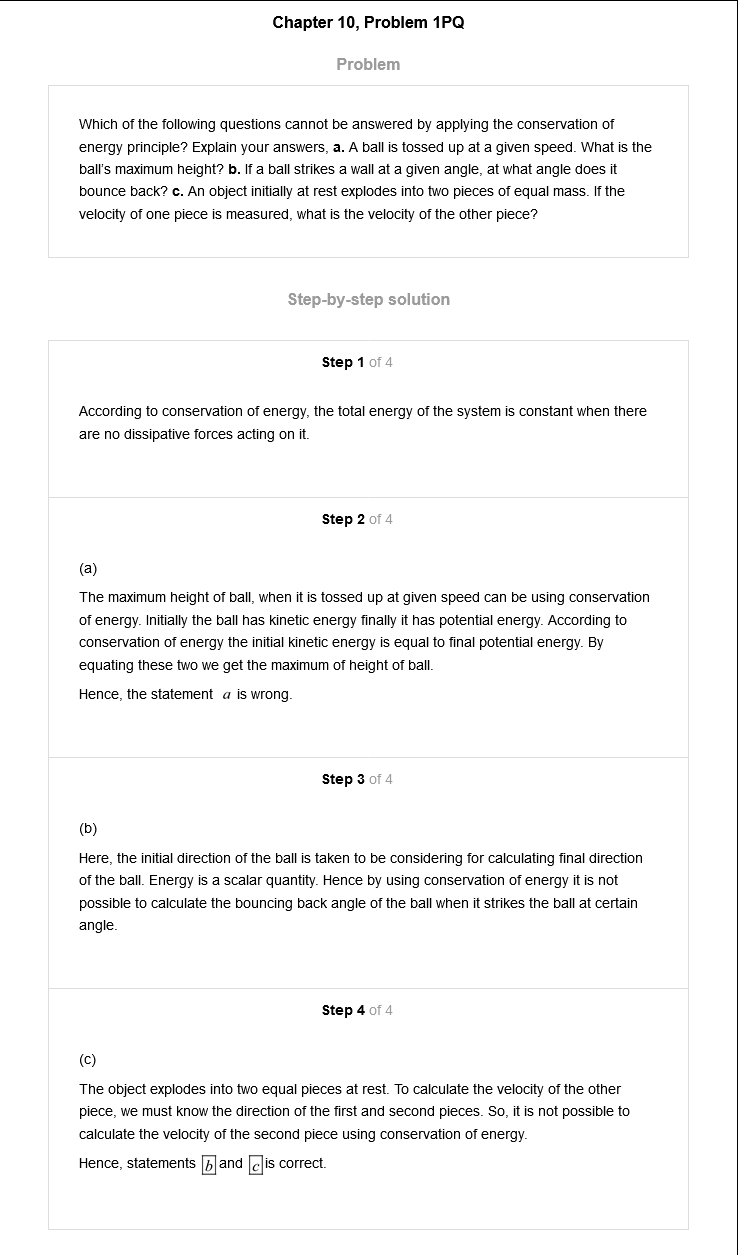 Chapter 10, Problem 1PQ
Problem
Which of the following questions cannot be answered by applying the conservation of
energy principle? Explain your answers, a. A ball is tossed up at a given speed. What is the
ball's maximum height? b. If a ball strikes a wall at a given angle, at what angle does it
bounce back? c. An object initially at rest explodes into two pieces of equal mass. If the
velocity of one piece is measured, what is the velocity of the other piece?
Step-by-step solution
Step 1 of 4
According to conservation of energy, the total energy of the system is constant when there
are no dissipative forces acting on it.
Step 2 of 4
(a)
The maximum height of ball, when it is tossed up at given speed can be using conservation
of energy. Initially the ball has kinetic energy finally it has potential energy. According to
conservation of energy the initial kinetic energy is equal to final potential energy. By
equating these two we get the maximum of height of ball.
Hence, the statement a is wrong.
Step 3 of 4
(b)
Here, the initial direction of the ball is taken to be considering for calculating final direction
of the ball. Energy is a scalar quantity. Hence by using conservation of energy it is not
possible to calculate the bouncing back angle of the ball when it strikes the ball at certain
angle.
Step 4 of 4
(c)
The object explodes into two equal pieces at rest. To calculate the velocity of the other
piece, we must know the direction of the first and second pieces. So, it is not possible to
calculate the velocity of the second piece using conservation of energy.
Hence, statements b and c is correct.